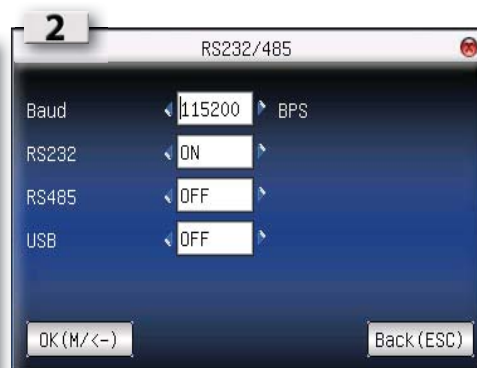 2
RS232/485
Baud 115200 BPS
RS232 ON
RS485 OFF
USB OFF
OK(M/<-) Back(ESC)